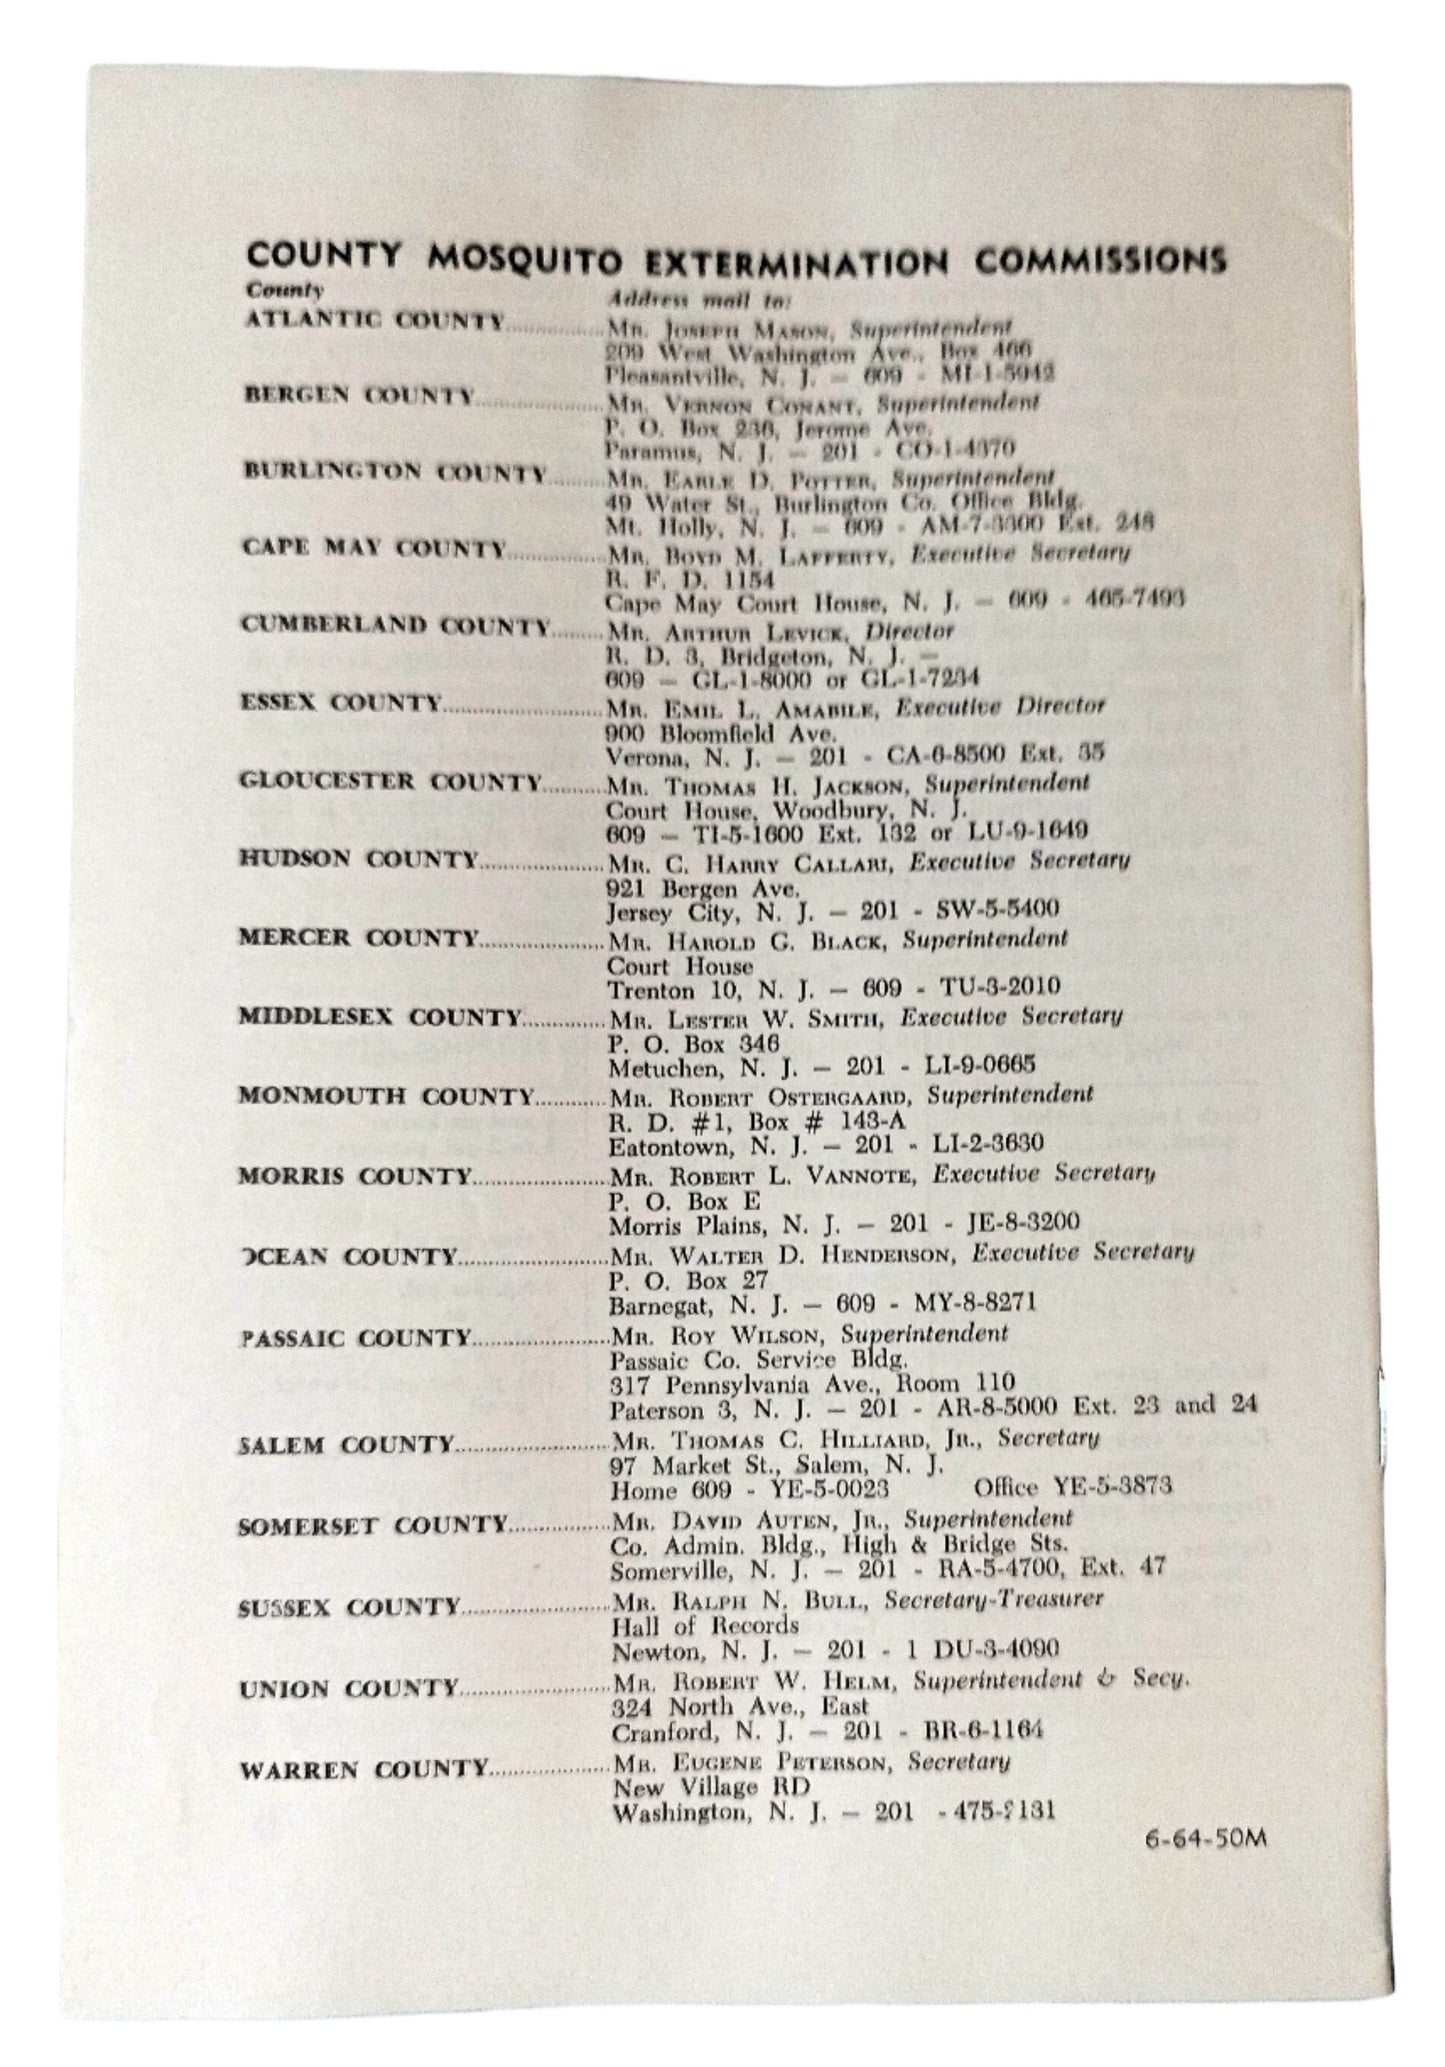 COUNTY MOSQUITO EXTERMINATION COMMISSIONS
County Address mail to:
ATLANTIC COUNTY Mr. Joseph Mason, Superintendent
209 West Washington Ave., Box 466
Pleasantville, N. J. — 609 - MI-1-5942
BERGEN COUNTY Mr. Vernon Conant, Superintendent
P. O. Box 236, Jerome Ave.
Paramus, N. J. — 201 - CO-1-4370
BURLINGTON COUNTY Mr. Earle D. Potter, Superintendent
49 Water St., Burlington Co. Office Bldg.
Mt. Holly, N. J. — 609 - AM-7-3300 Ext. 248
CAPE MAY COUNTY Mr. Boyd M. Lafferty, Executive Secretary
R. F. D. 1154
Cape May Court House, N. J. — 609 - 465-7493
CUMBERLAND COUNTY Mr. Arthur Levick, Director
R. D. 3, Bridgeton, N. J. —
609 — GL-1-8000 or GL-1-7234
ESSEX COUNTY Mr. Emil L. Amabile, Executive Director
900 Bloomfield Ave.
Verona, N. J. — 201 - CA-6-8500 Ext. 35
GLOUCESTER COUNTY Mr. Thomas H. Jackson, Superintendent
Court House, Woodbury, N. J.
609 — TI-5-1600 Ext. 132 or LU-9-1649
HUDSON COUNTY Mr. C. Harry Callari, Executive Secretary
921 Bergen Ave.
Jersey City, N. J. — 201 - SW-5-5400
MERCER COUNTY Mr. Harold G. Black, Superintendent
Court House
Trenton 10, N. J. — 609 - TU-3-2010
MIDDLESEX COUNTY Mr. Lester W. Smith, Executive Secretary
P. O. Box 346
Metuchen, N. J. — 201 - LI-9-0665
MONMOUTH COUNTY Mr. Robert Ostergaard, Superintendent
R. D. #1, Box # 143-A
Eatontown, N. J. — 201 - LI-2-3630
MORRIS COUNTY Mr. Robert L. Vannote, Executive Secretary
P. O. Box E
Morris Plains, N. J. — 201 - JE-8-3200
OCEAN COUNTY Mr. Walter D. Henderson, Executive Secretary
P. O. Box 27
Barnegat, N. J. — 609 - MY-8-8271
PASSAIC COUNTY Mr. Roy Wilson, Superintendent
Passaic Co. Service Bldg.
317 Pennsylvania Ave., Room 110
Paterson 3, N. J. — 201 - AR-8-5000 Ext. 23 and 24
SALEM COUNTY Mr. Thomas C. Hilliard, Jr., Secretary
97 Market St., Salem, N. J.
Home 609 - YE-5-0023 Office YE-5-3873
SOMERSET COUNTY Mr. David Auten, Jr., Superintendent
Co. Admin. Bldg., High & Bridge Sts.
Somerville, N. J. — 201 - RA-5-4700, Ext. 47
SUSSEX COUNTY Mr. Ralph N. Bull, Secretary-Treasurer
Hall of Records
Newton, N. J. — 201 - 1 DU-3-4090
UNION COUNTY Mr. Robert W. Helm, Superintendent & Secy.
324 North Ave., East
Cranford, N. J. — 201 - BR-6-1164
WARREN COUNTY Mr. Eugene Peterson, Secretary
New Village RD
Washington, N. J. — 201
6-64-50M